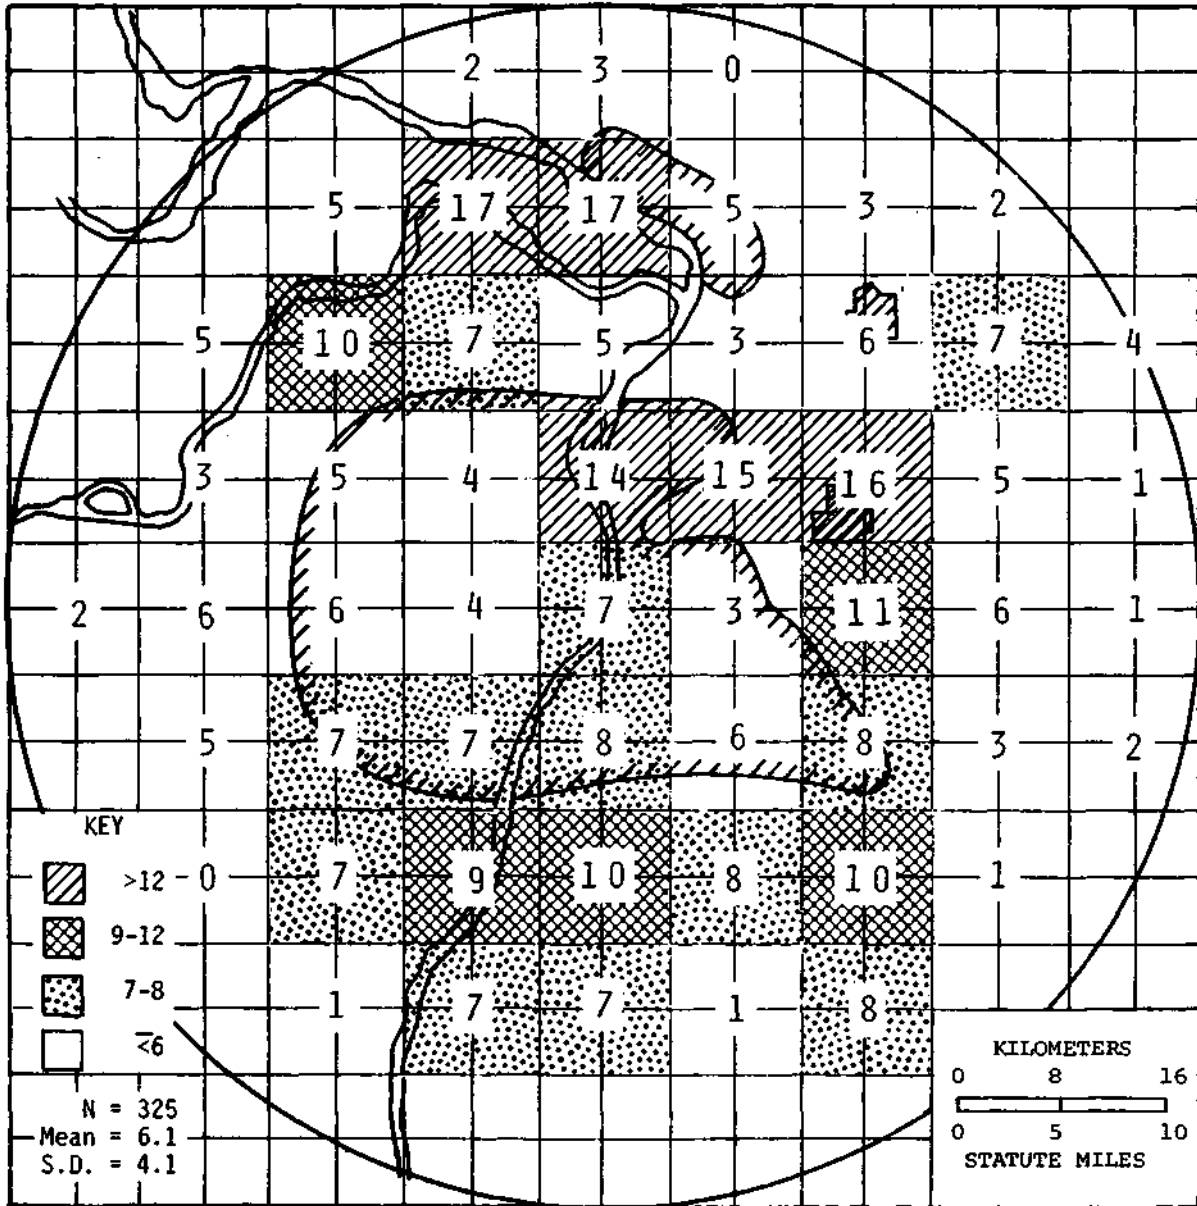 2 3 0
5 17 17 5 3 2
5 10 7 5 3 6 7 4
3 5 4 14 15 16 5 1
2 6 6 4 7 3 11 6 1
5 7 7 8 6 8 3 2
KEY
>12
0 7 9 10 8 10 1
9-12
7-8
1 7 7 1 8
≤6
N = 325
Mean = 6.1
S.D. = 4.1
KILOMETERS
0 8 16
0 5 10
STATUTE MILES